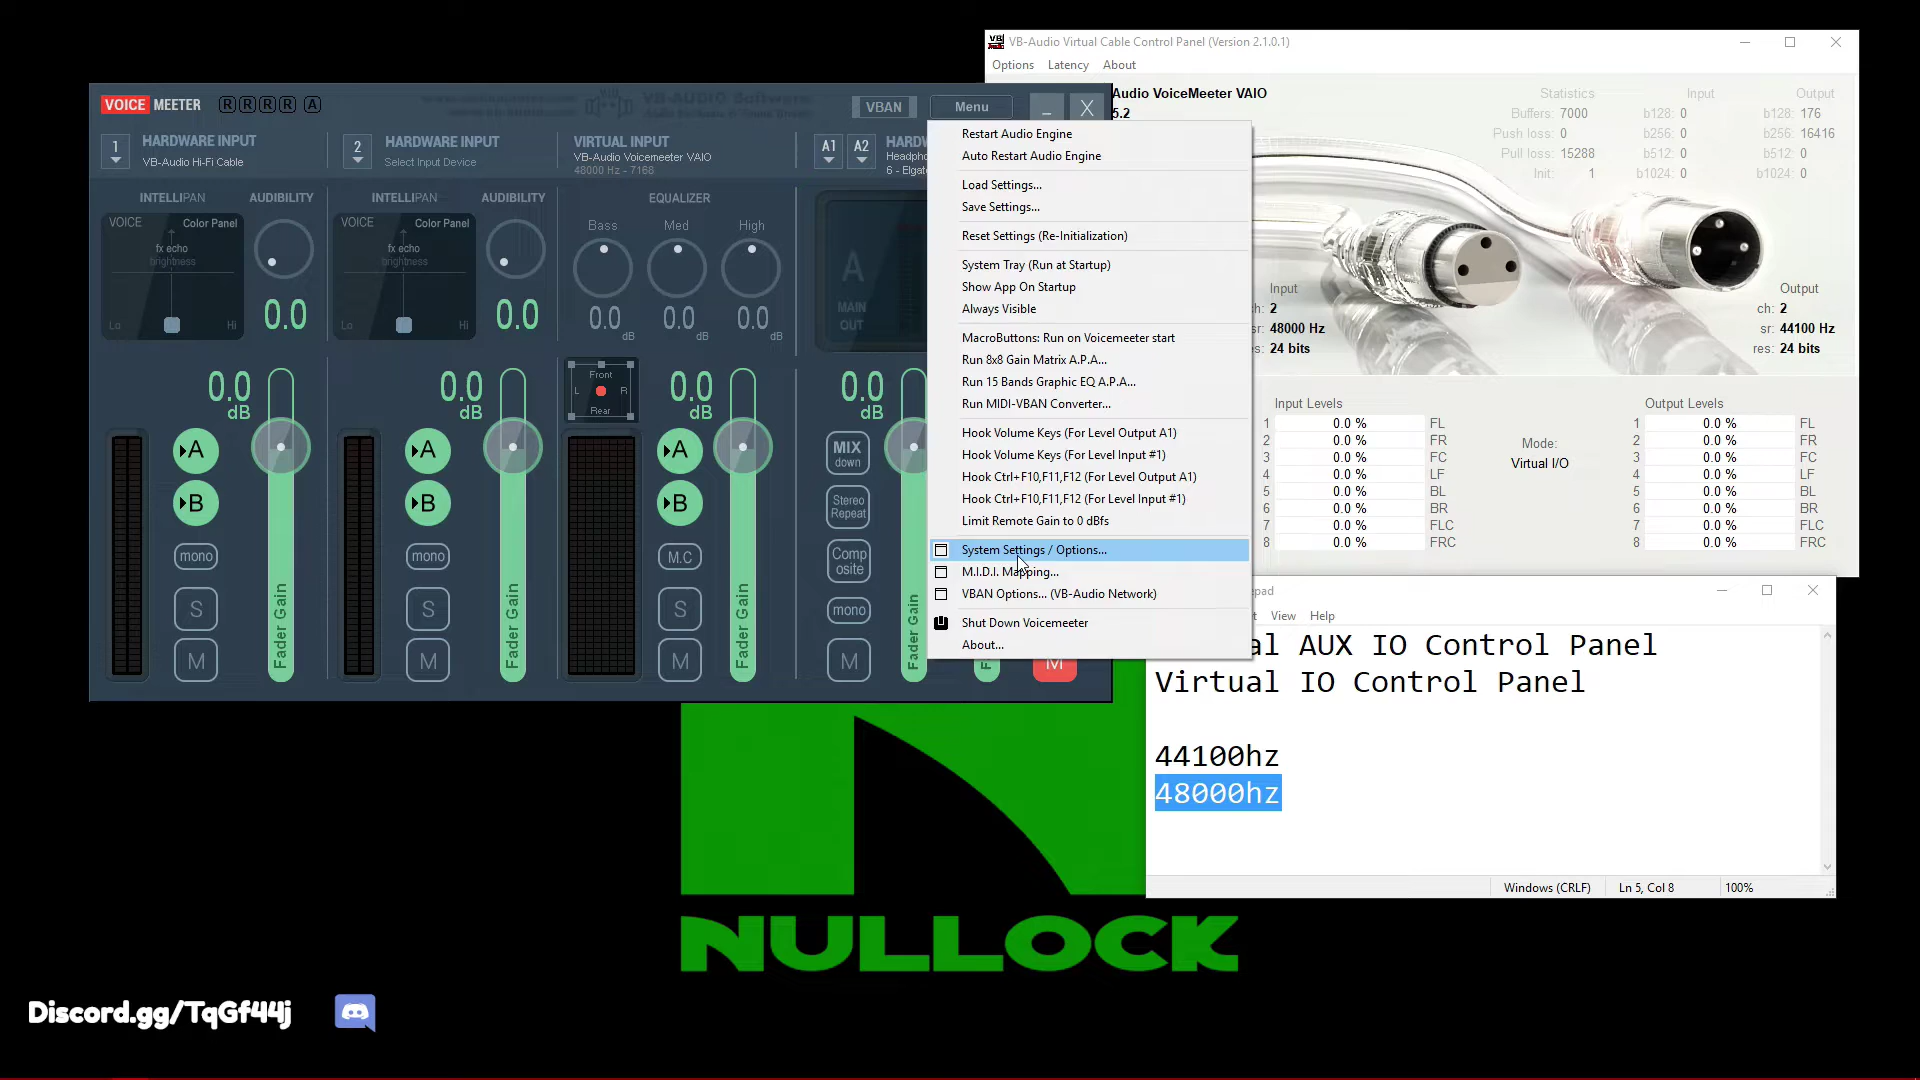 VB-Audio Virtual Cable Control Panel (Version 2.1.0.1)
Options Latency About
VOICE MEETER R R R R A
VBAN Menu _ X
Audio VoiceMeeter VAIO
5.2
Statistics Input Output
Buffers: 7000 b128: 0 b128: 176
Push loss: 0 b256: 0 b256: 16416
Pull loss: 15288 b512: 0 b512: 0
Init: 1 b1024: 0 b1024: 0
1 HARDWARE INPUT
VB-Audio Hi-Fi Cable
2 HARDWARE INPUT
Select Input Device
VIRTUAL INPUT
VB-Audio Voicemeeter VAIO
48000 Hz - 7168
A1 A2 HARDW
Headpho
6 - Elgat
INTELLIPAN AUDIBILITY
INTELLIPAN AUDIBILITY
EQUALIZER
VOICE Color Panel
fx echo
brightness
Lo Hi
0.0
VOICE Color Panel
fx echo
brightness
Lo Hi
0.0
Bass Med High
0.0 dB 0.0 dB 0.0 dB
A
MAIN
OUT
0.0
dB
A
B
mono
S
M
Fader Gain
0.0
dB
A
B
mono
S
M
Fader Gain
Front
L R
Rear
0.0
dB
A
B
M.C
S
M
Fader Gain
0.0
dB
MIX
down
Stereo
Repeat
Comp
osite
mono
M
Fader Gain
F
M
Restart Audio Engine
Auto Restart Audio Engine
Load Settings...
Save Settings...
Reset Settings (Re-Initialization)
System Tray (Run at Startup)
Show App On Startup
Always Visible
MacroButtons: Run on Voicemeeter start
Run 8x8 Gain Matrix A.P.A...
Run 15 Bands Graphic EQ A.P.A...
Run MIDI-VBAN Converter...
Hook Volume Keys (For Level Output A1)
Hook Volume Keys (For Level Input #1)
Hook Ctrl+F10,F11,F12 (For Level Output A1)
Hook Ctrl+F10,F11,F12 (For Level Input #1)
Limit Remote Gain to 0 dBfs
System Settings / Options...
M.I.D.I. Mapping...
VBAN Options... (VB-Audio Network)
Shut Down Voicemeeter
About...
Input
ch: 2
sr: 48000 Hz
s: 24 bits
Output
ch: 2
sr: 44100 Hz
res: 24 bits
Input Levels
1 0.0 % FL
2 0.0 % FR
3 0.0 % FC
4 0.0 % LF
5 0.0 % BL
6 0.0 % BR
7 0.0 % FLC
8 0.0 % FRC
Mode:
Virtual I/O
Output Levels
1 0.0 % FL
2 0.0 % FR
3 0.0 % FC
4 0.0 % LF
5 0.0 % BL
6 0.0 % BR
7 0.0 % FLC
8 0.0 % FRC
pad
t View Help
al AUX IO Control Panel
Virtual IO Control Panel
44100hz
48000hz
Windows (CRLF) Ln 5, Col 8 100%
NULLOCK
Discord.gg/TqGf44j